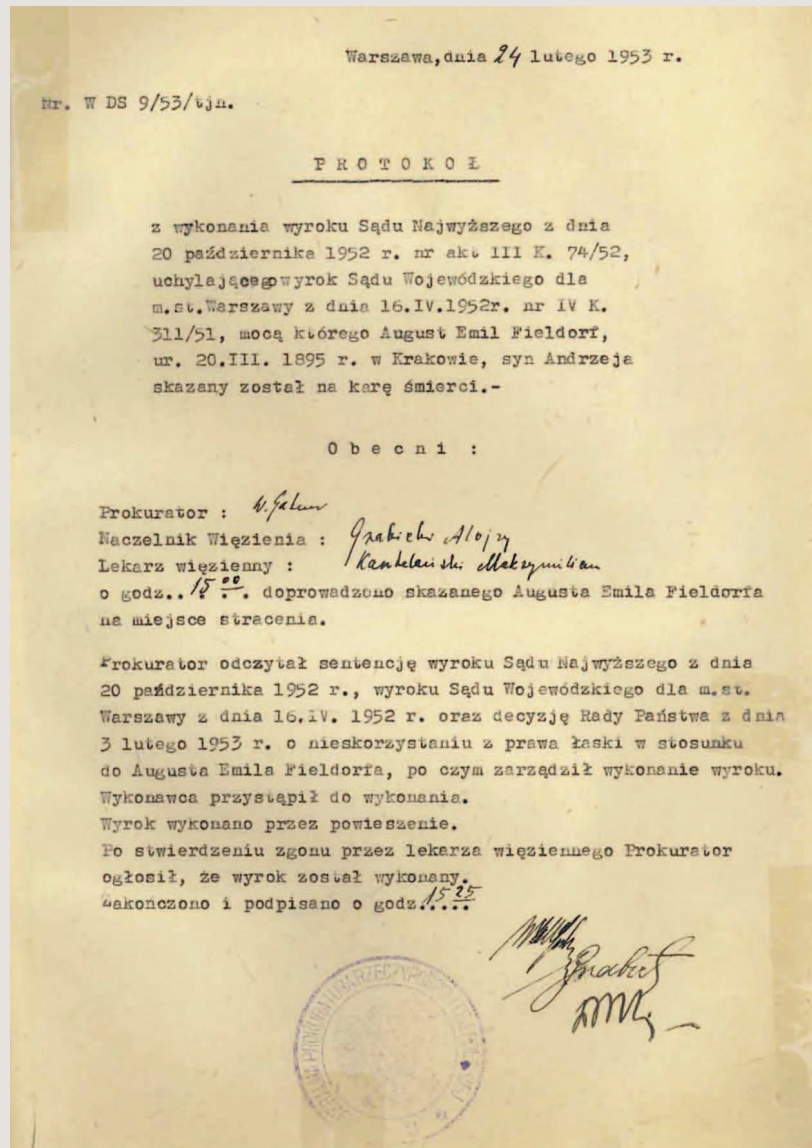 Warszawa,dnia 24 lutego 1953 r.
Nr. W DS 9/53/tjn.
P R O T O K O Ł
z wykonania wyroku Sądu Najwyższego z dnia
20 października 1952 r. nr akt III K. 74/52,
uchylającego wyrok Sądu Wojewódzkiego dla
m.st.Warszawy z dnia 16.IV.1952r. nr IV K.
311/51, mocą którego August Emil Fieldorf,
ur. 20.III. 1895 r. w Krakowie, syn Andrzeja
skazany został na karę śmierci.-
O b e c n i :
Prokurator :
Naczelnik Więzienia : Grabicki Alojzy
Lekarz więzienny : Maksymilian
o godz..15 00. doprowadzono skazanego Augusta Emila Fieldorfa
na miejsce stracenia.
Prokurator odczytał sentencję wyroku Sądu Najwyższego z dnia
20 października 1952 r., wyroku Sądu Wojewódzkiego dla m.st.
Warszawy z dnia 16.IV. 1952 r. oraz decyzję Rady Państwa z dnia
3 lutego 1953 r. o nieskorzystaniu z prawa łaski w stosunku
do Augusta Emila Fieldorfa, po czym zarządził wykonanie wyroku.
Wykonawca przystąpił do wykonania.
Wyrok wykonano przez powieszenie.
Po stwierdzeniu zgonu przez lekarza więziennego Prokurator
ogłosił, że wyrok został wykonany.
Zakończono i podpisano o godz.15 25